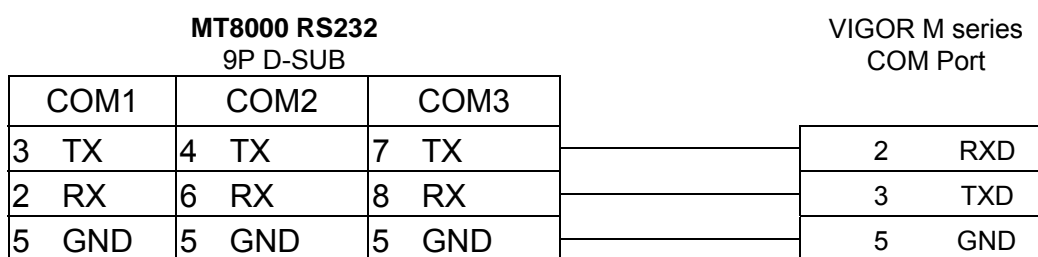 MT8000 RS232 VIGOR M series
9P D-SUB COM Port
COM1 COM2 COM3
3 TX 4 TX 7 TX 2 RXD
2 RX 6 RX 8 RX 3 TXD
5 GND 5 GND 5 GND 5 GND